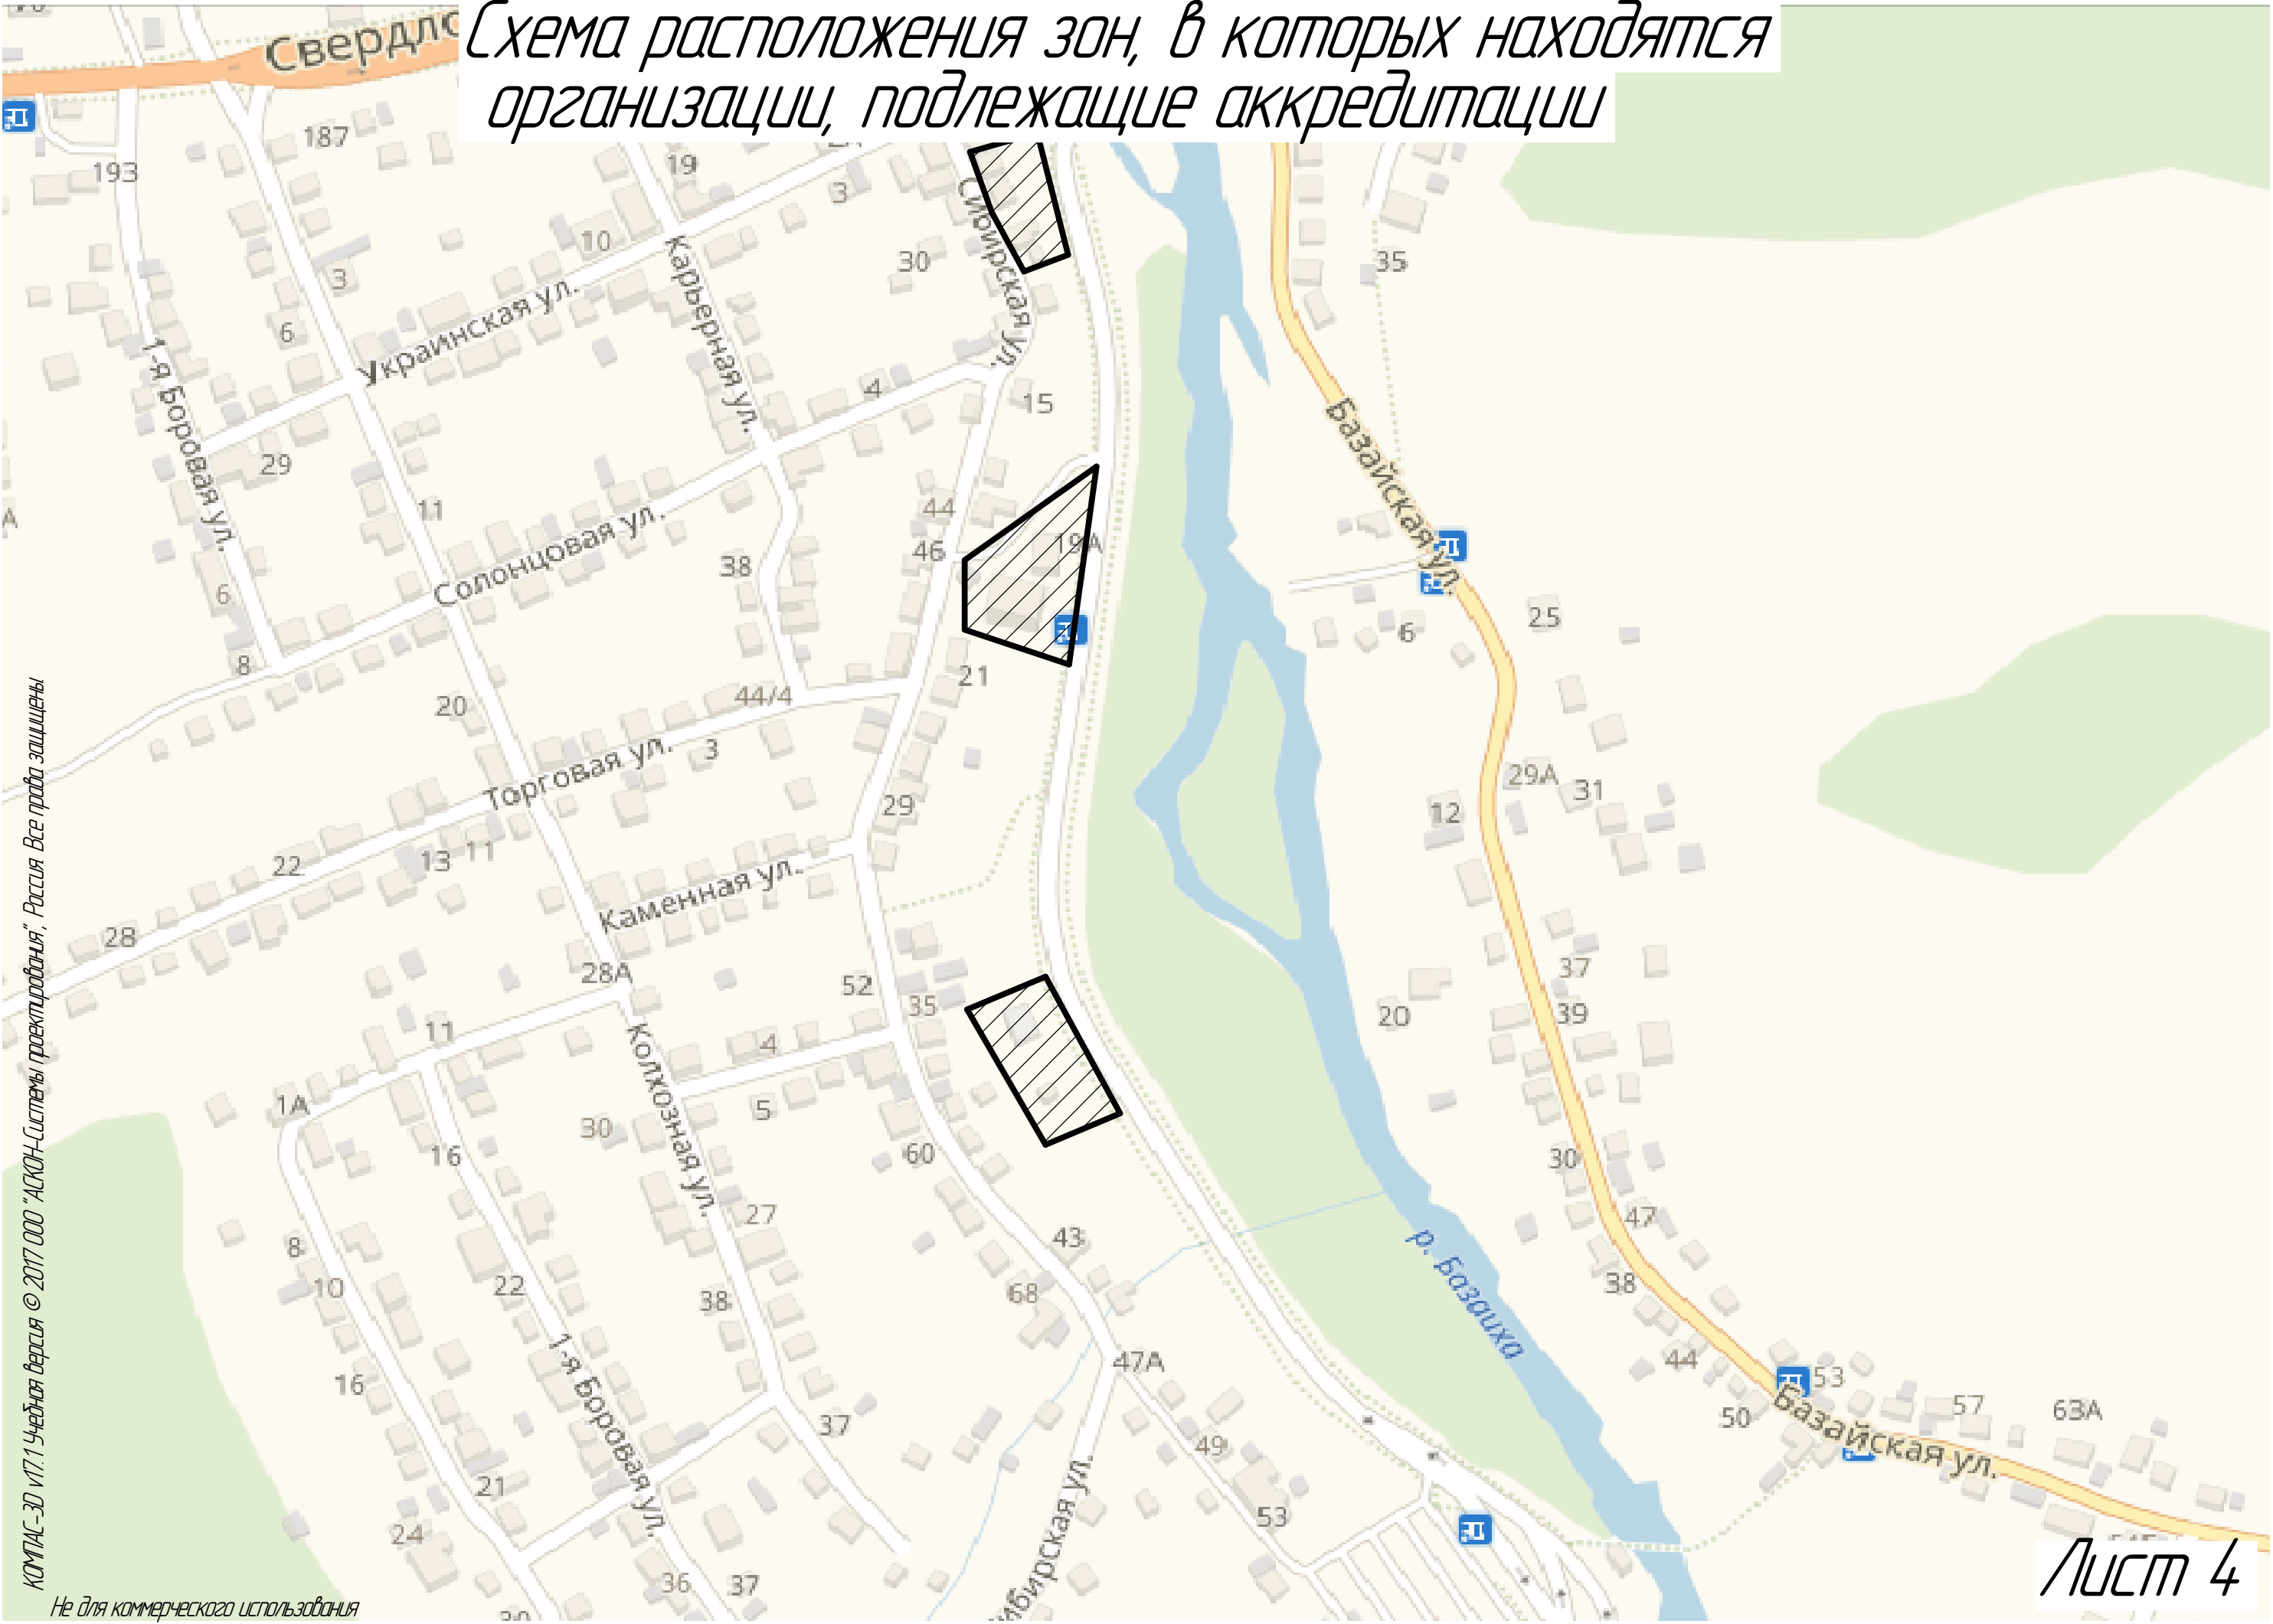 Схема расположения зон, в которых находятся
организации, подлежащие аккредитации
Свердло
187
193
19
3
10
30
3
6
35
Сибирская ул.
Карьерная ул.
Украинская ул.
1-я Боровая ул.
4
15
29
Базайская ул.
11
44
А
Солонцовая ул.
46
19А
38
6
25
6
8
21
44/4
20
3
Торговая ул.
29А
31
12
29
22
13
11
Каменная ул.
28
28А
37
52
35
20
39
11
4
Колхозная ул.
1А
5
30
60
16
30
27
47
43
8
р. Базаиха
10
22
38
68
38
1-я Боровая ул.
47А
44
53
16
57
63А
50
Базайская ул.
37
49
21
53
24
Сибирская ул.
36
37
Лист 4
КОМПАС-3D v17.1 Учебная версия © 2017 ООО "АСКОН-Системы проектирования", Россия. Все права защищены.
Не для коммерческого использования